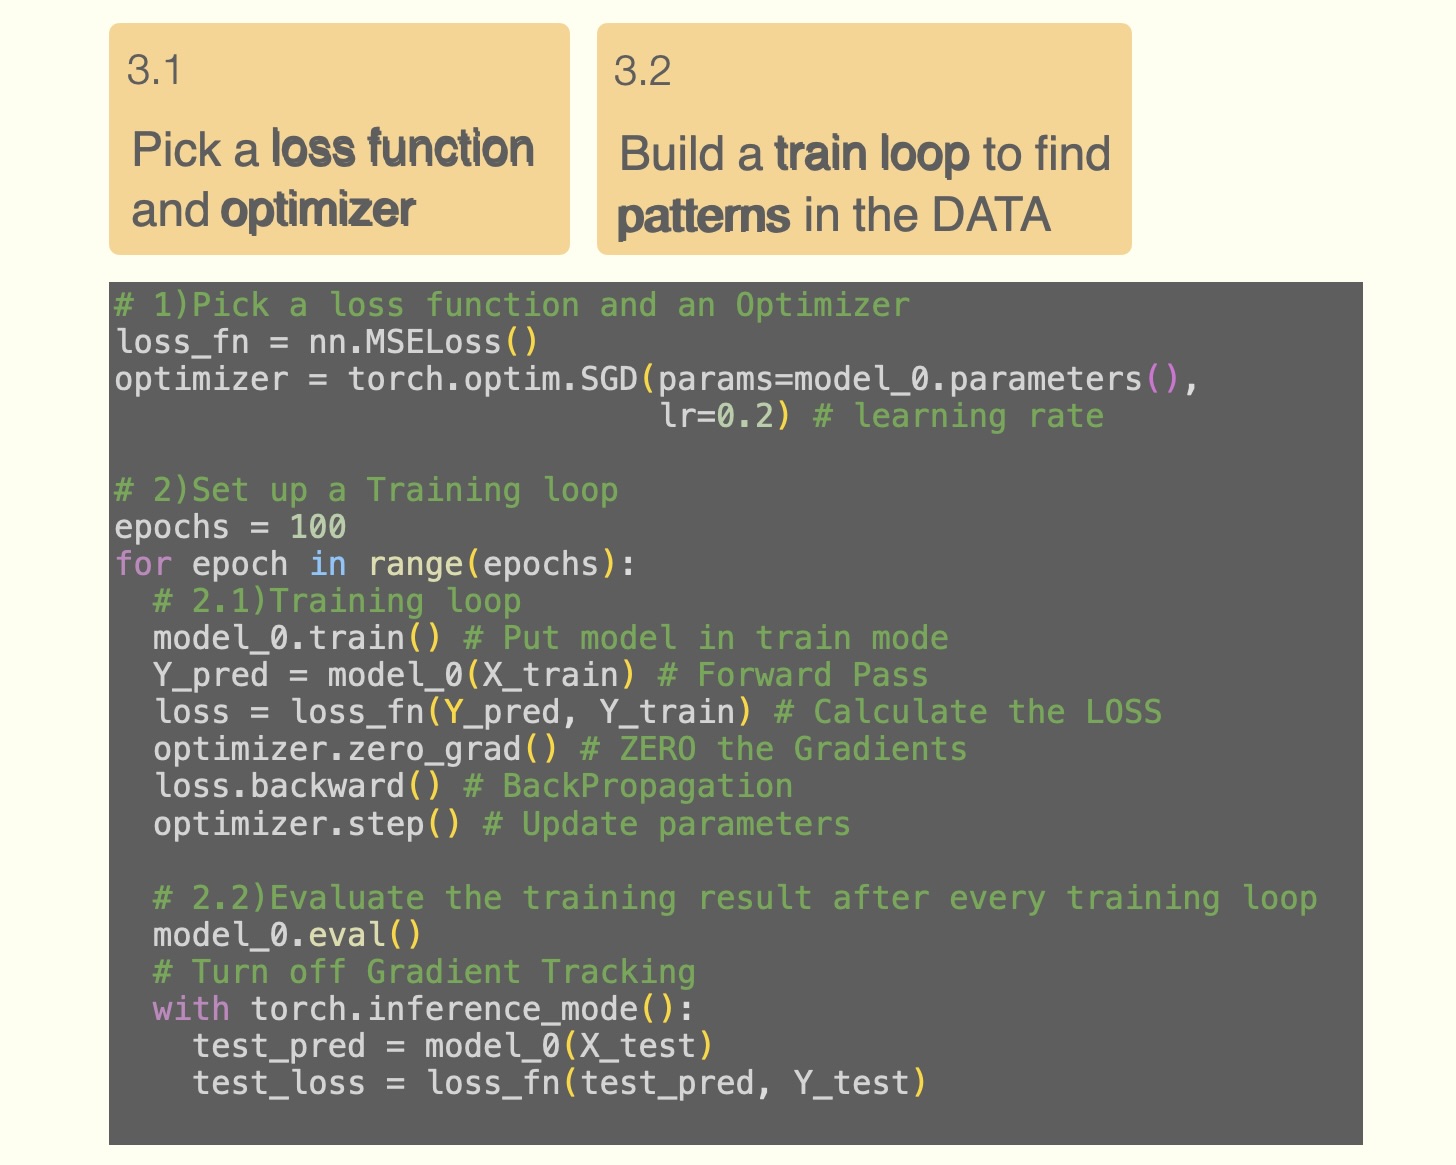 3.1
Pick a loss function
and optimizer
3.2
Build a train loop to find
patterns in the DATA
# 1)Pick a loss function and an Optimizer
loss_fn = nn.MSELoss()
optimizer = torch.optim.SGD(params=model_0.parameters(),
                            lr=0.2) # learning rate
# 2)Set up a Training loop
epochs = 100
for epoch in range(epochs):
  # 2.1)Training loop
  model_0.train() # Put model in train mode
  Y_pred = model_0(X_train) # Forward Pass
  loss = loss_fn(Y_pred, Y_train) # Calculate the LOSS
  optimizer.zero_grad() # ZERO the Gradients
  loss.backward() # BackPropagation
  optimizer.step() # Update parameters
  # 2.2)Evaluate the training result after every training loop
  model_0.eval()
  # Turn off Gradient Tracking
  with torch.inference_mode():
    test_pred = model_0(X_test)
    test_loss = loss_fn(test_pred, Y_test)